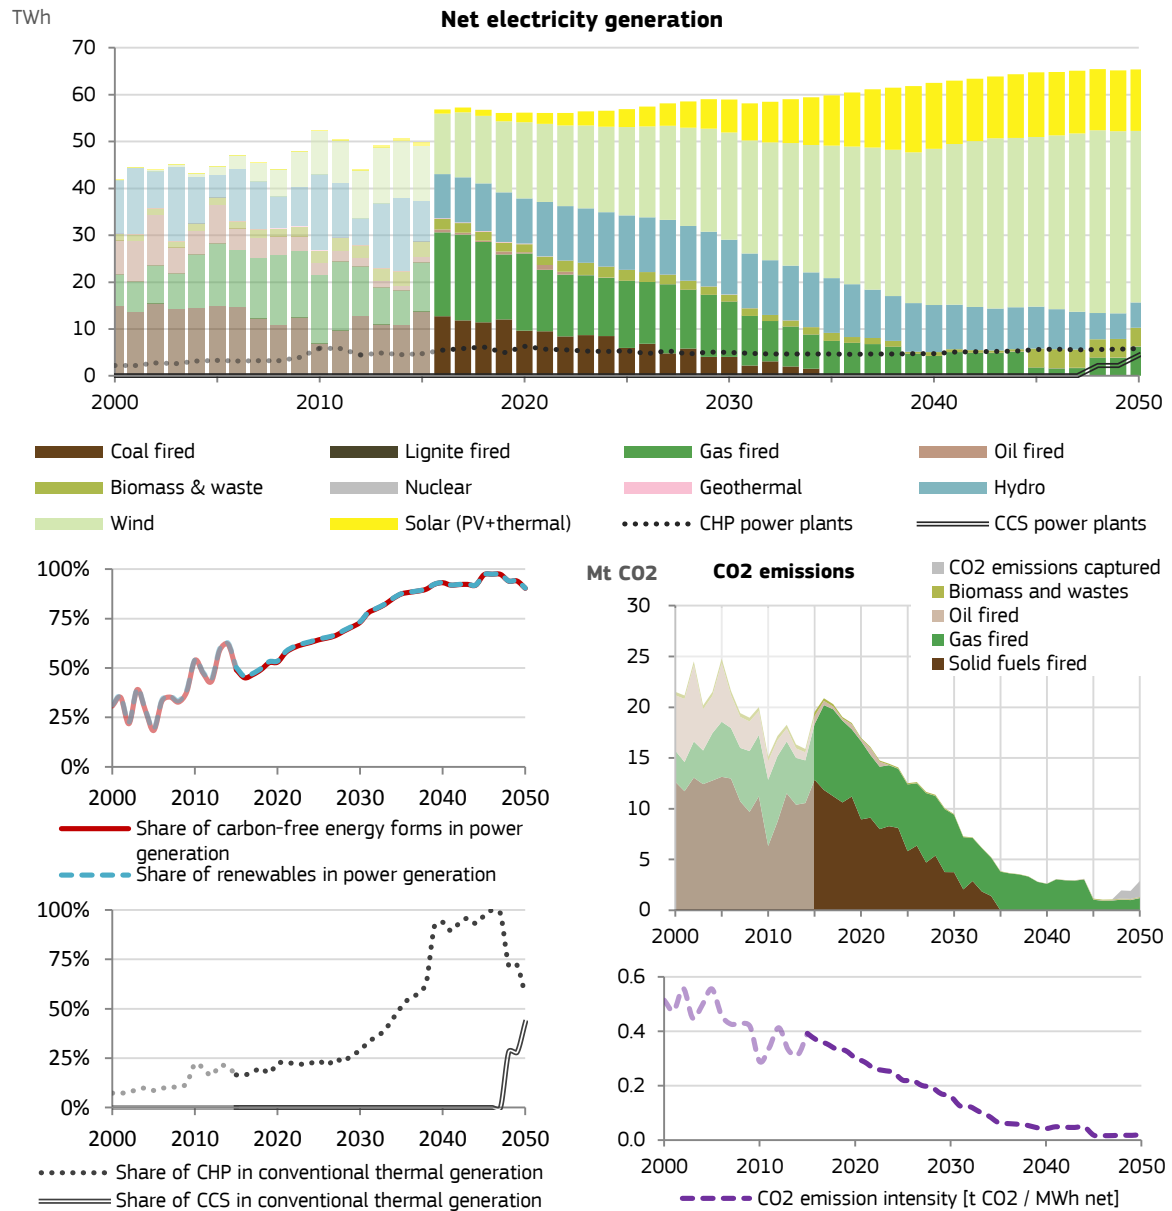 TWh
Net electricity generation
70
60
50
40
30
20
10
0
2000 2010 2020 2030 2040 2050
Coal fired Lignite fired Gas fired Oil fired
Biomass & waste Nuclear Geothermal Hydro
Wind Solar (PV+thermal) CHP power plants CCS power plants
100%
75%
50%
25%
0%
2000 2010 2020 2030 2040 2050
Share of carbon-free energy forms in power
generation
Share of renewables in power generation
Mt CO2
CO2 emissions
CO2 emissions captured
Biomass and wastes
Oil fired
Gas fired
Solid fuels fired
30
25
20
15
10
5
0
2000 2010 2020 2030 2040 2050
100%
75%
50%
25%
0%
2000 2010 2020 2030 2040 2050
Share of CHP in conventional thermal generation
Share of CCS in conventional thermal generation
0.6
0.4
0.2
0.0
2000 2010 2020 2030 2040 2050
CO2 emission intensity [t CO2 / MWh net]